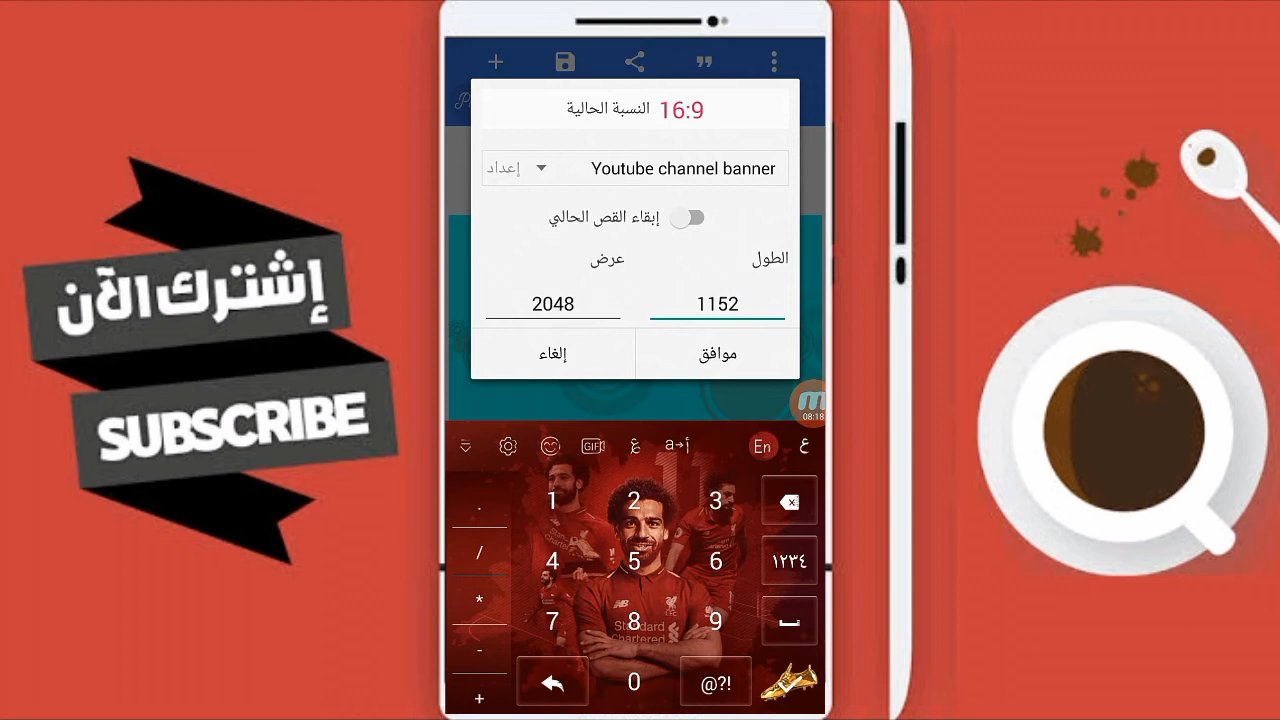 إشترك الآن
SUBSCRIBE
النسبة الحالية 16:9
إعداد Youtube channel banner
إبقاء القص الحالي
عرض الطول
2048 1152
إلغاء موافق
08:18
GIF غ a→أ En ع
. 1 2 3
/ 4 5 6 ١٢٣٤
* 7 8 9
-
+ 0 @?!
Standard Chartered